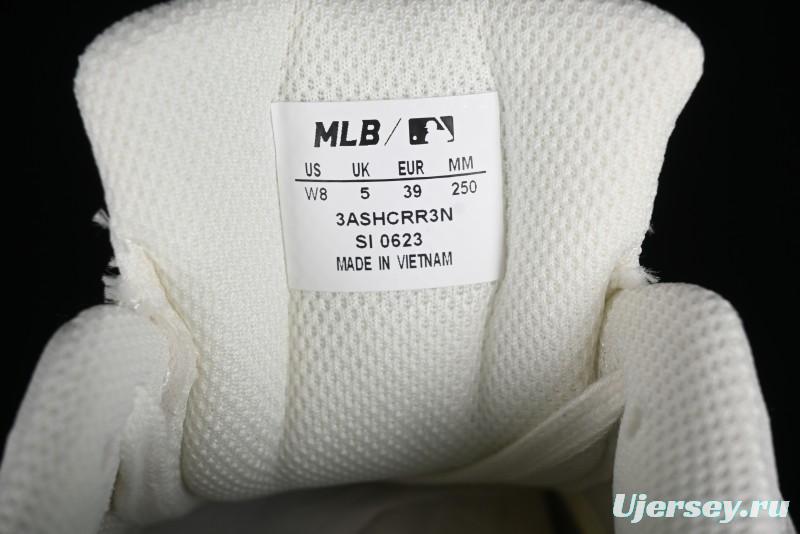 MLB /
US UK EUR MM
W8 5 39 250
3ASHCRR3N
SI 0623
MADE IN VIETNAM
Ujersey.ru